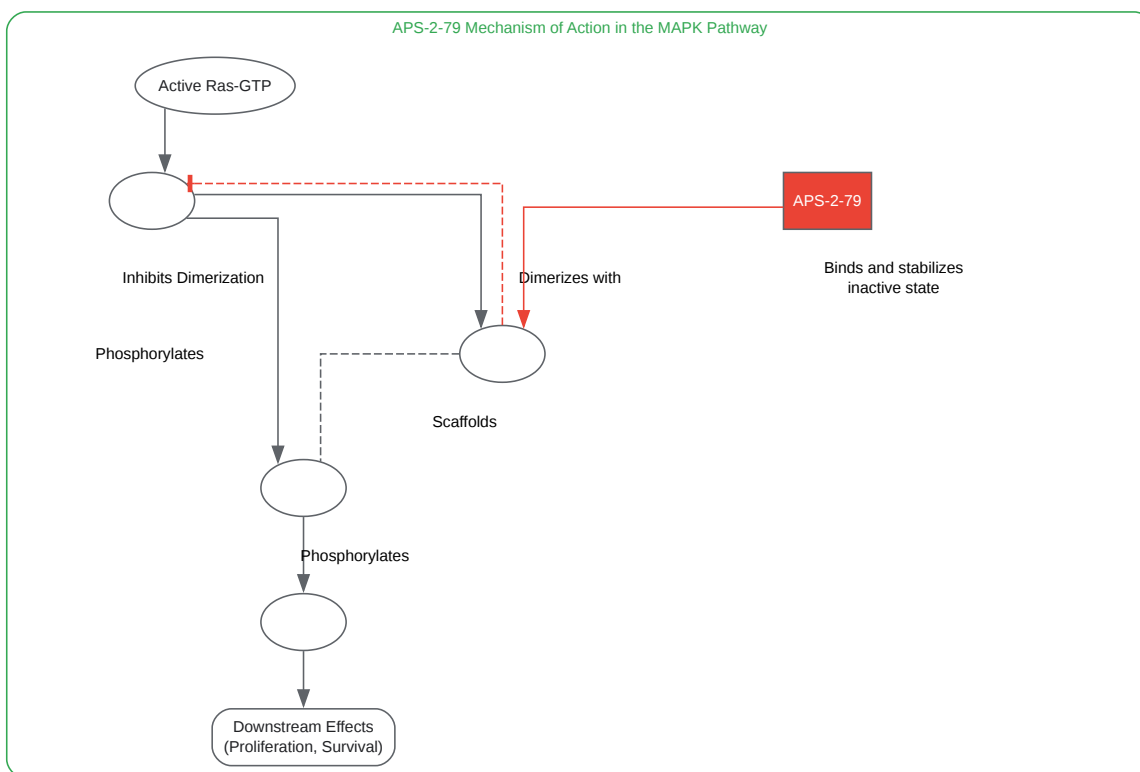 APS-2-79 Mechanism of Action in the MAPK Pathway
Active Ras-GTP
APS-2-79
Inhibits Dimerization
Dimerizes with
Binds and stabilizes
inactive state
Phosphorylates
Scaffolds
Phosphorylates
Downstream Effects
(Proliferation, Survival)